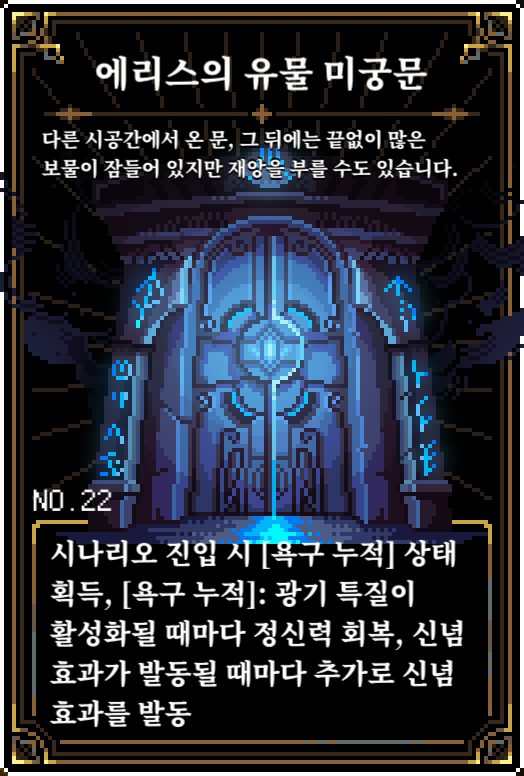 에리스의 유물 미궁문
다른 시공간에서 온 문, 그 뒤에는 끝없이 많은
보물이 잠들어 있지만 재앙을 부를 수도 있습니다.
NO.22
시나리오 진입 시 [욕구 누적] 상태
획득, [욕구 누적]: 광기 특질이
활성화될 때마다 정신력 회복, 신념
효과가 발동될 때마다 추가로 신념
효과를 발동